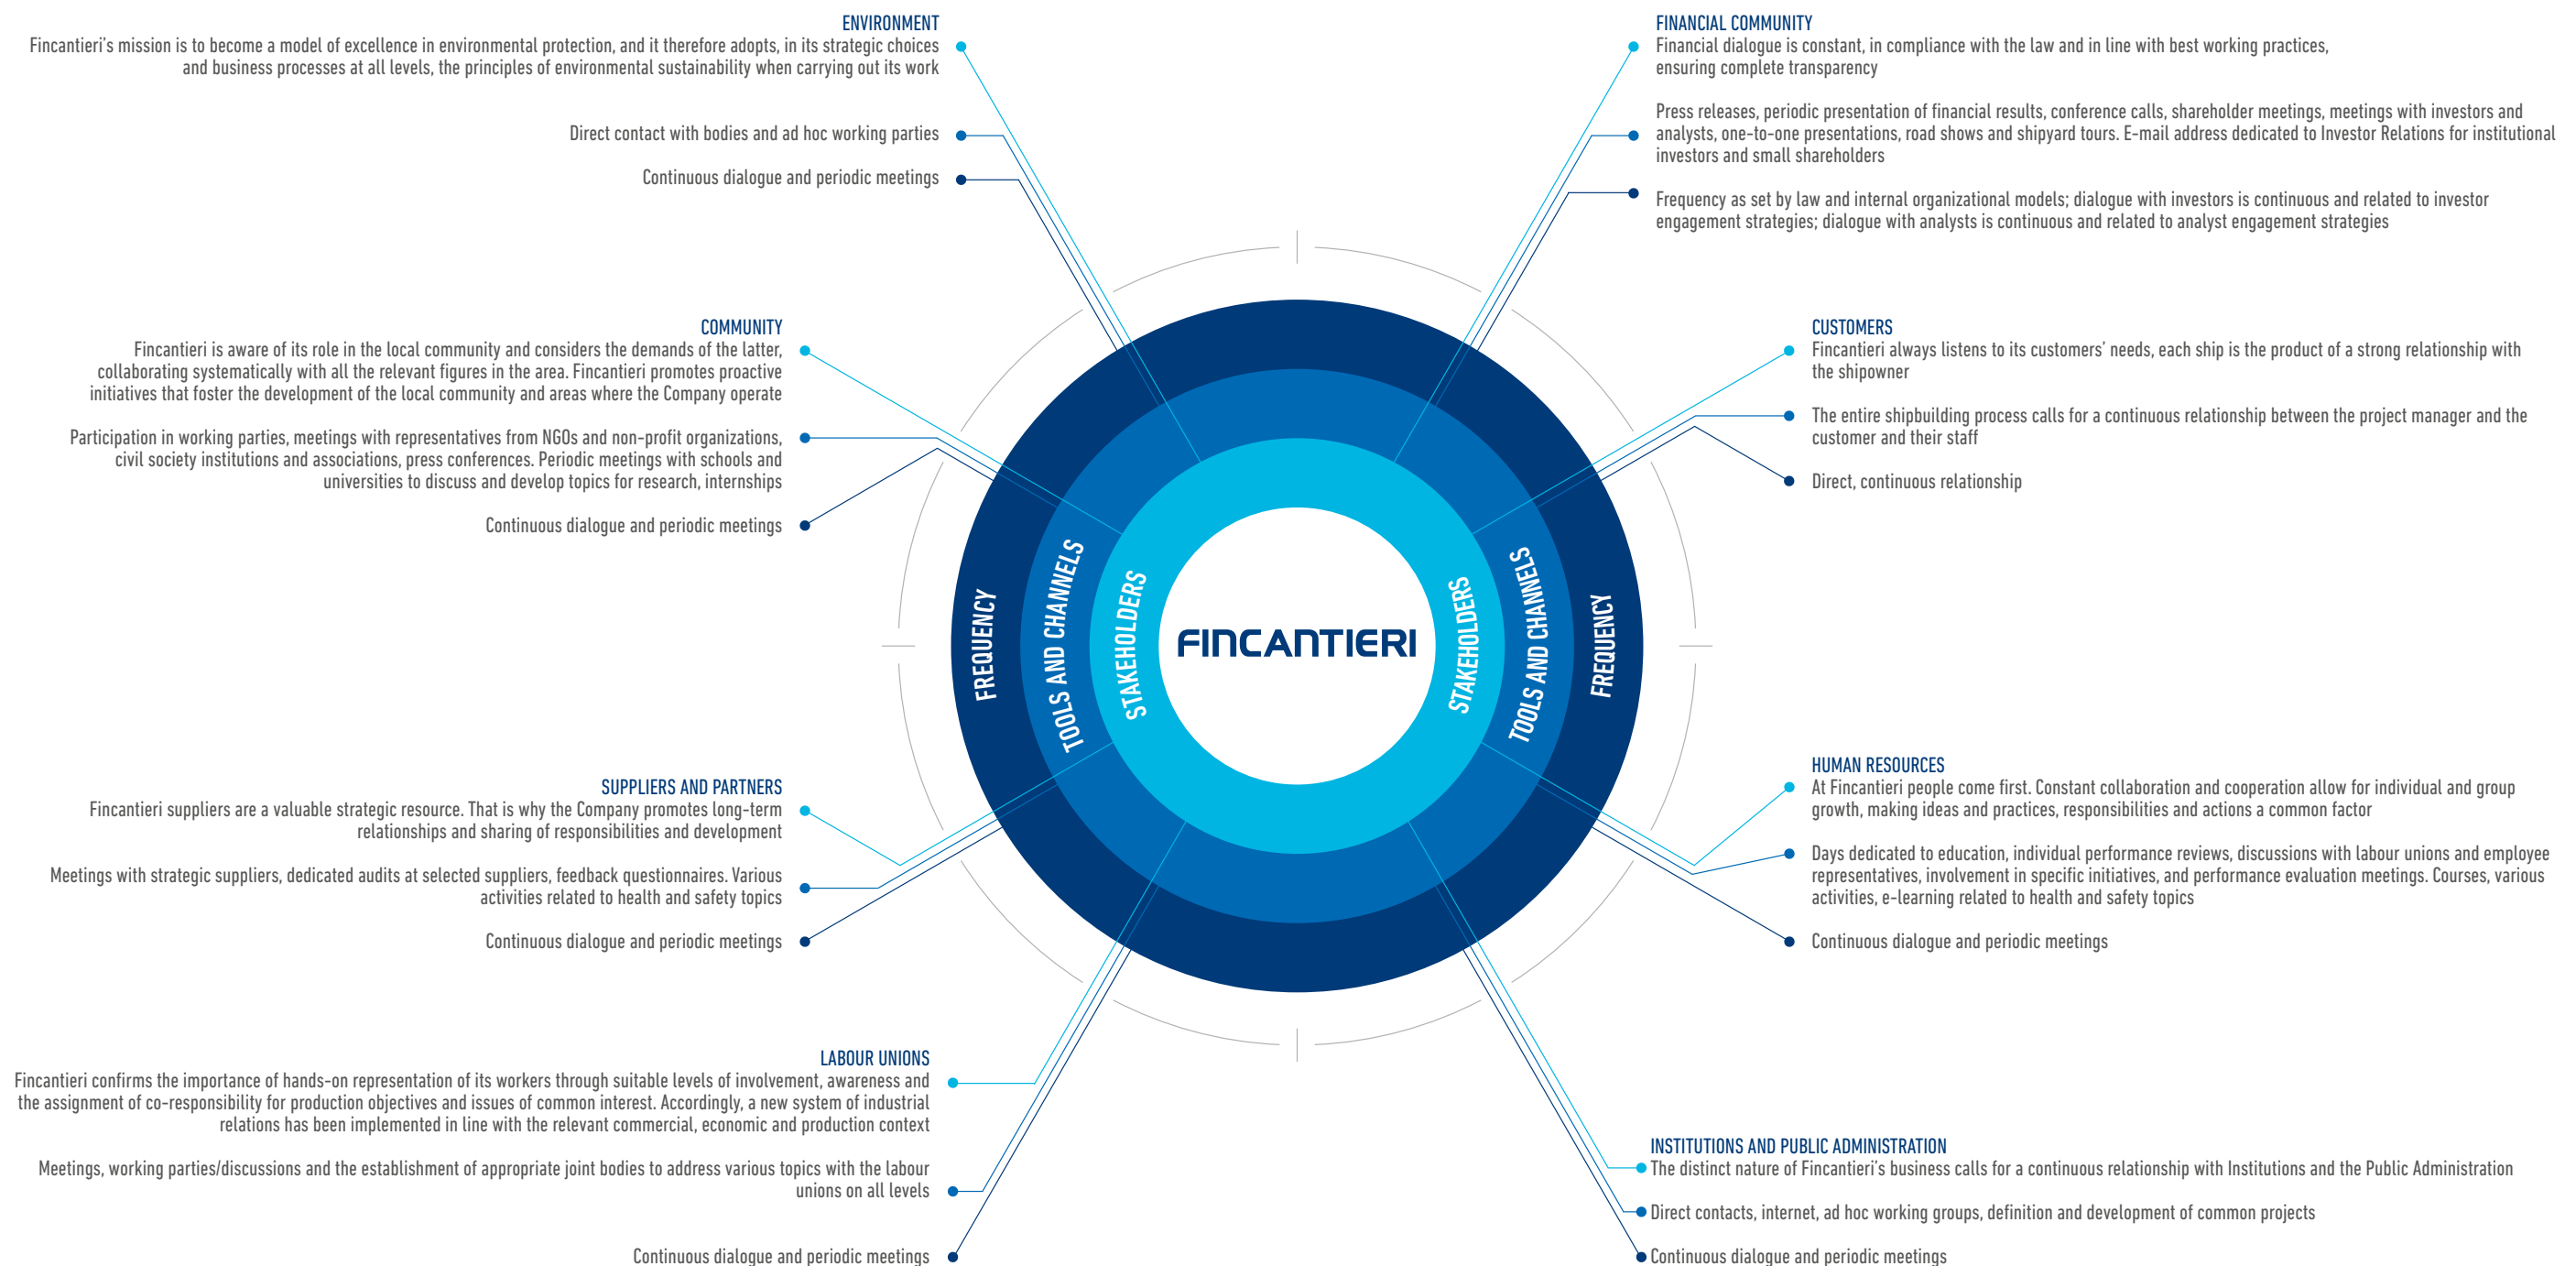 ENVIRONMENT
Fincantieri's mission is to become a model of excellence in environmental protection, and it therefore adopts, in its strategic choices
and business processes at all levels, the principles of environmental sustainability when carrying out its work
Direct contact with bodies and ad hoc working parties
Continuous dialogue and periodic meetings
FINANCIAL COMMUNITY
Financial dialogue is constant, in compliance with the law and in line with best working practices,
ensuring complete transparency
Press releases, periodic presentation of financial results, conference calls, shareholder meetings, meetings with investors and
analysts, one-to-one presentations, road shows and shipyard tours. E-mail address dedicated to Investor Relations for institutional
investors and small shareholders
Frequency as set by law and internal organizational models; dialogue with investors is continuous and related to investor
engagement strategies; dialogue with analysts is continuous and related to analyst engagement strategies
COMMUNITY
Fincantieri is aware of its role in the local community and considers the demands of the latter,
collaborating systematically with all the relevant figures in the area. Fincantieri promotes proactive
initiatives that foster the development of the local community and areas where the Company operate
Participation in working parties, meetings with representatives from NGOs and non-profit organizations,
civil society institutions and associations, press conferences. Periodic meetings with schools and
universities to discuss and develop topics for research, internships
Continuous dialogue and periodic meetings
CUSTOMERS
Fincantieri always listens to its customers' needs, each ship is the product of a strong relationship with
the shipowner
The entire shipbuilding process calls for a continuous relationship between the project manager and the
customer and their staff
Direct, continuous relationship
FREQUENCY
TOOLS AND CHANNELS
STAKEHOLDERS
FINCANTIERI
STAKEHOLDERS
TOOLS AND CHANNELS
FREQUENCY
SUPPLIERS AND PARTNERS
Fincantieri suppliers are a valuable strategic resource. That is why the Company promotes long-term
relationships and sharing of responsibilities and development
Meetings with strategic suppliers, dedicated audits at selected suppliers, feedback questionnaires. Various
activities related to health and safety topics
Continuous dialogue and periodic meetings
HUMAN RESOURCES
At Fincantieri people come first. Constant collaboration and cooperation allow for individual and group
growth, making ideas and practices, responsibilities and actions a common factor
Days dedicated to education, individual performance reviews, discussions with labour unions and employee
representatives, involvement in specific initiatives, and performance evaluation meetings. Courses, various
activities, e-learning related to health and safety topics
Continuous dialogue and periodic meetings
LABOUR UNIONS
Fincantieri confirms the importance of hands-on representation of its workers through suitable levels of involvement, awareness and
the assignment of co-responsibility for production objectives and issues of common interest. Accordingly, a new system of industrial
relations has been implemented in line with the relevant commercial, economic and production context
Meetings, working parties/discussions and the establishment of appropriate joint bodies to address various topics with the labour
unions on all levels
Continuous dialogue and periodic meetings
INSTITUTIONS AND PUBLIC ADMINISTRATION
The distinct nature of Fincantieri's business calls for a continuous relationship with Institutions and the Public Administration
Direct contacts, internet, ad hoc working groups, definition and development of common projects
Continuous dialogue and periodic meetings